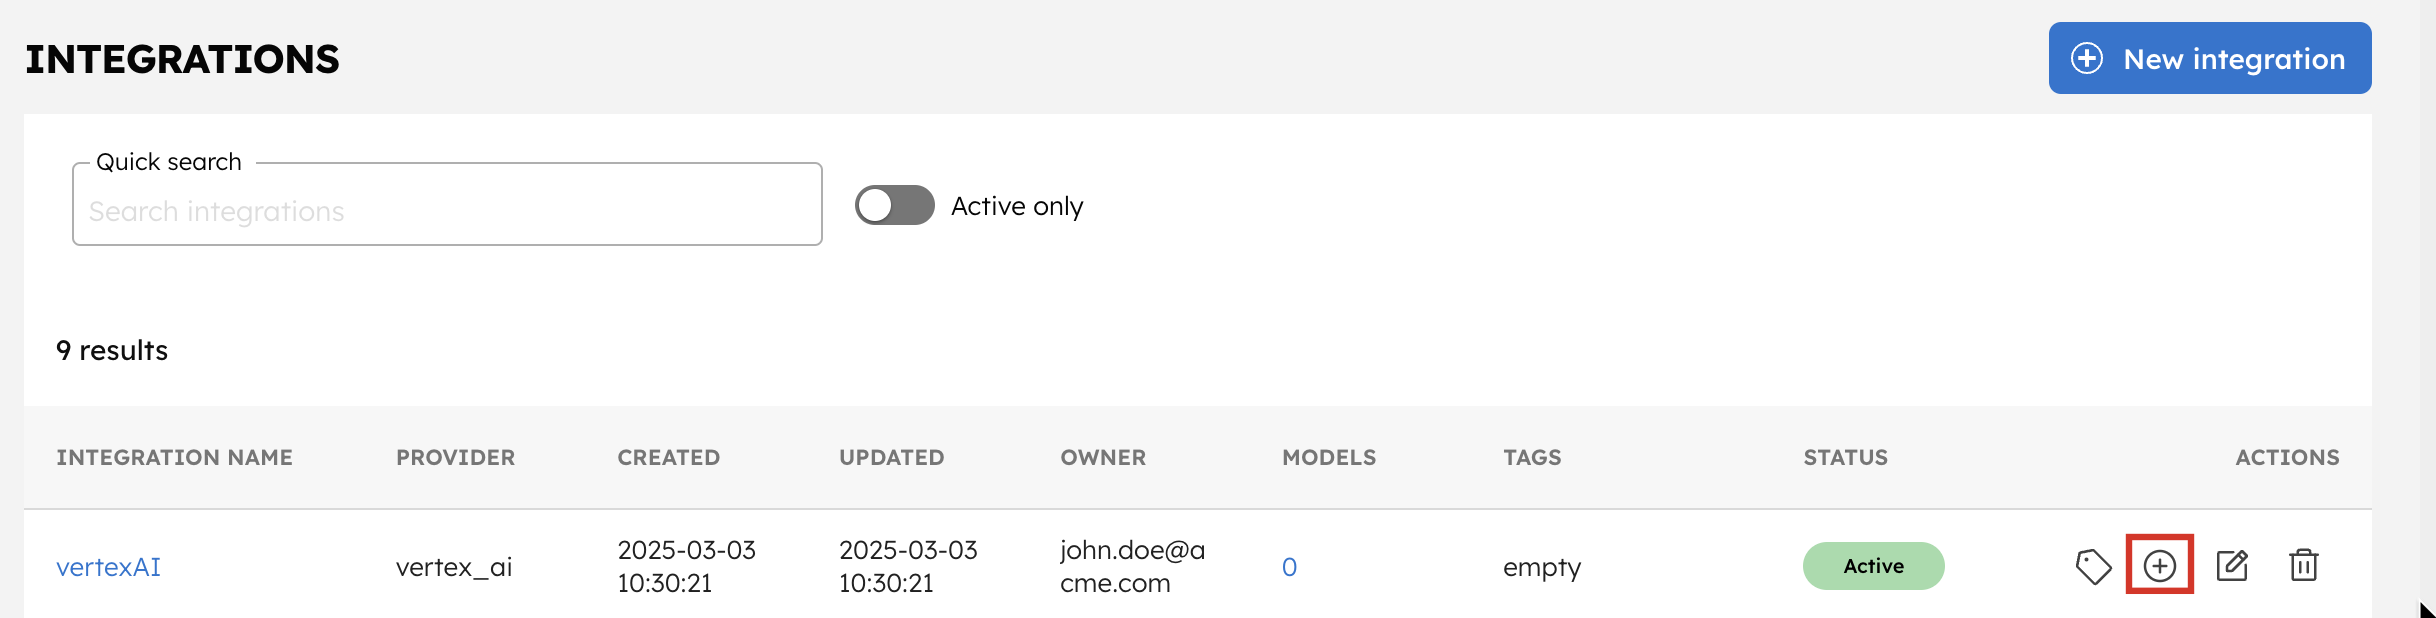 INTEGRATIONS
New integration
Quick search
Search integrations
Active only
9 results
INTEGRATION NAME PROVIDER CREATED UPDATED OWNER MODELS TAGS STATUS ACTIONS
vertexAI vertex_ai 2025-03-03 10:30:21 2025-03-03 10:30:21 john.doe@acme.com 0 empty Active